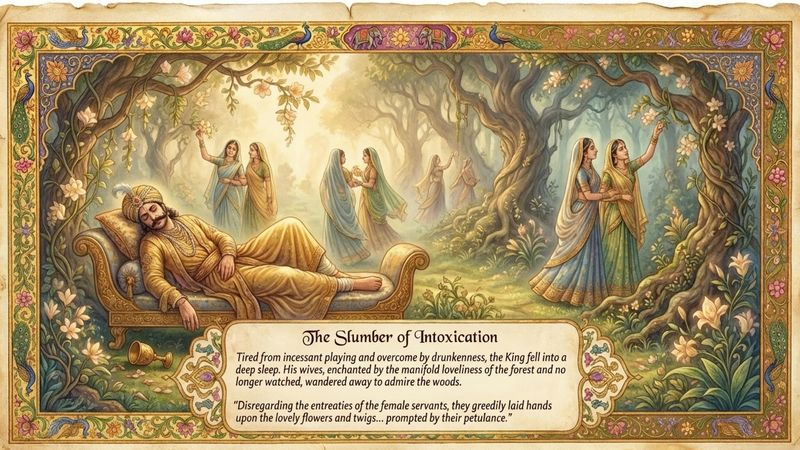 The Slumber of Intoxication
Tired from incessant playing and overcome by drunkenness, the King fell into a
deep sleep. His wives, enchanted by the manifold loveliness of the forest and no
longer watched, wandered away to admire the woods.
“Disregarding the entreaties of the female servants, they greedily laid hands
upon the lovely flowers and twigs... prompted by their petulance.”